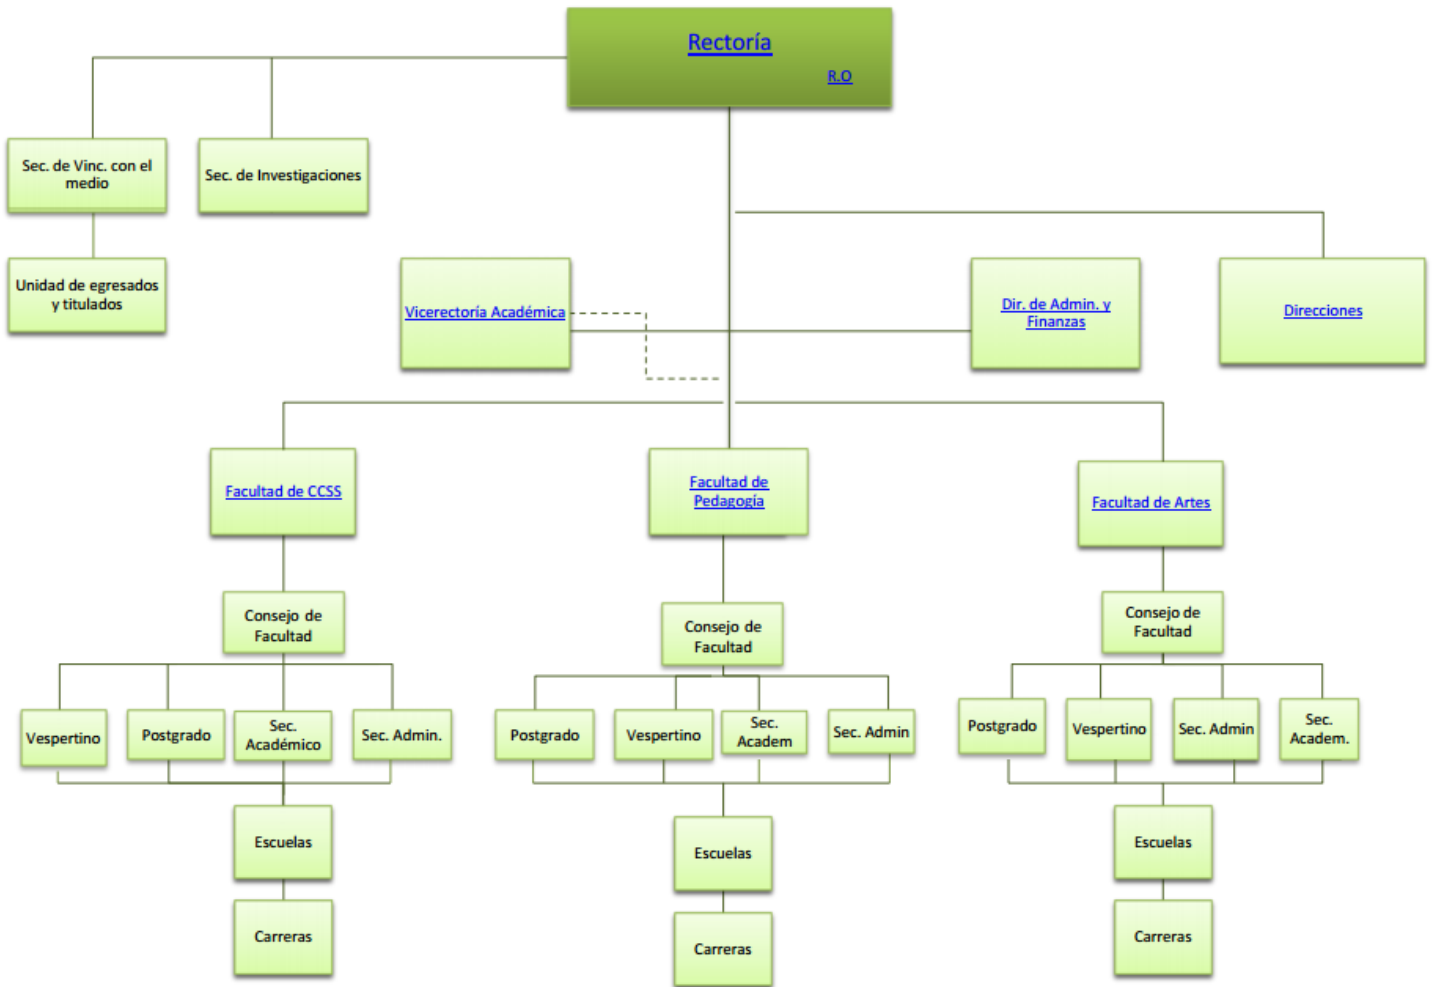 Rectoría
R.O
Sec. de Vinc. con el
medio
Sec. de Investigaciones
Unidad de egresados
y titulados
Vicerectoría Académica
Dir. de Admin. y
Finanzas
Direcciones
Facultad de CCSS
Facultad de
Pedagogía
Facultad de Artes
Consejo de
Facultad
Consejo de
Facultad
Consejo de
Facultad
Vespertino
Postgrado
Sec.
Académico
Sec. Admin.
Postgrado
Vespertino
Sec.
Academ
Sec. Admin
Postgrado
Vespertino
Sec. Admin
Sec.
Academ.
Escuelas
Escuelas
Escuelas
Carreras
Carreras
Carreras